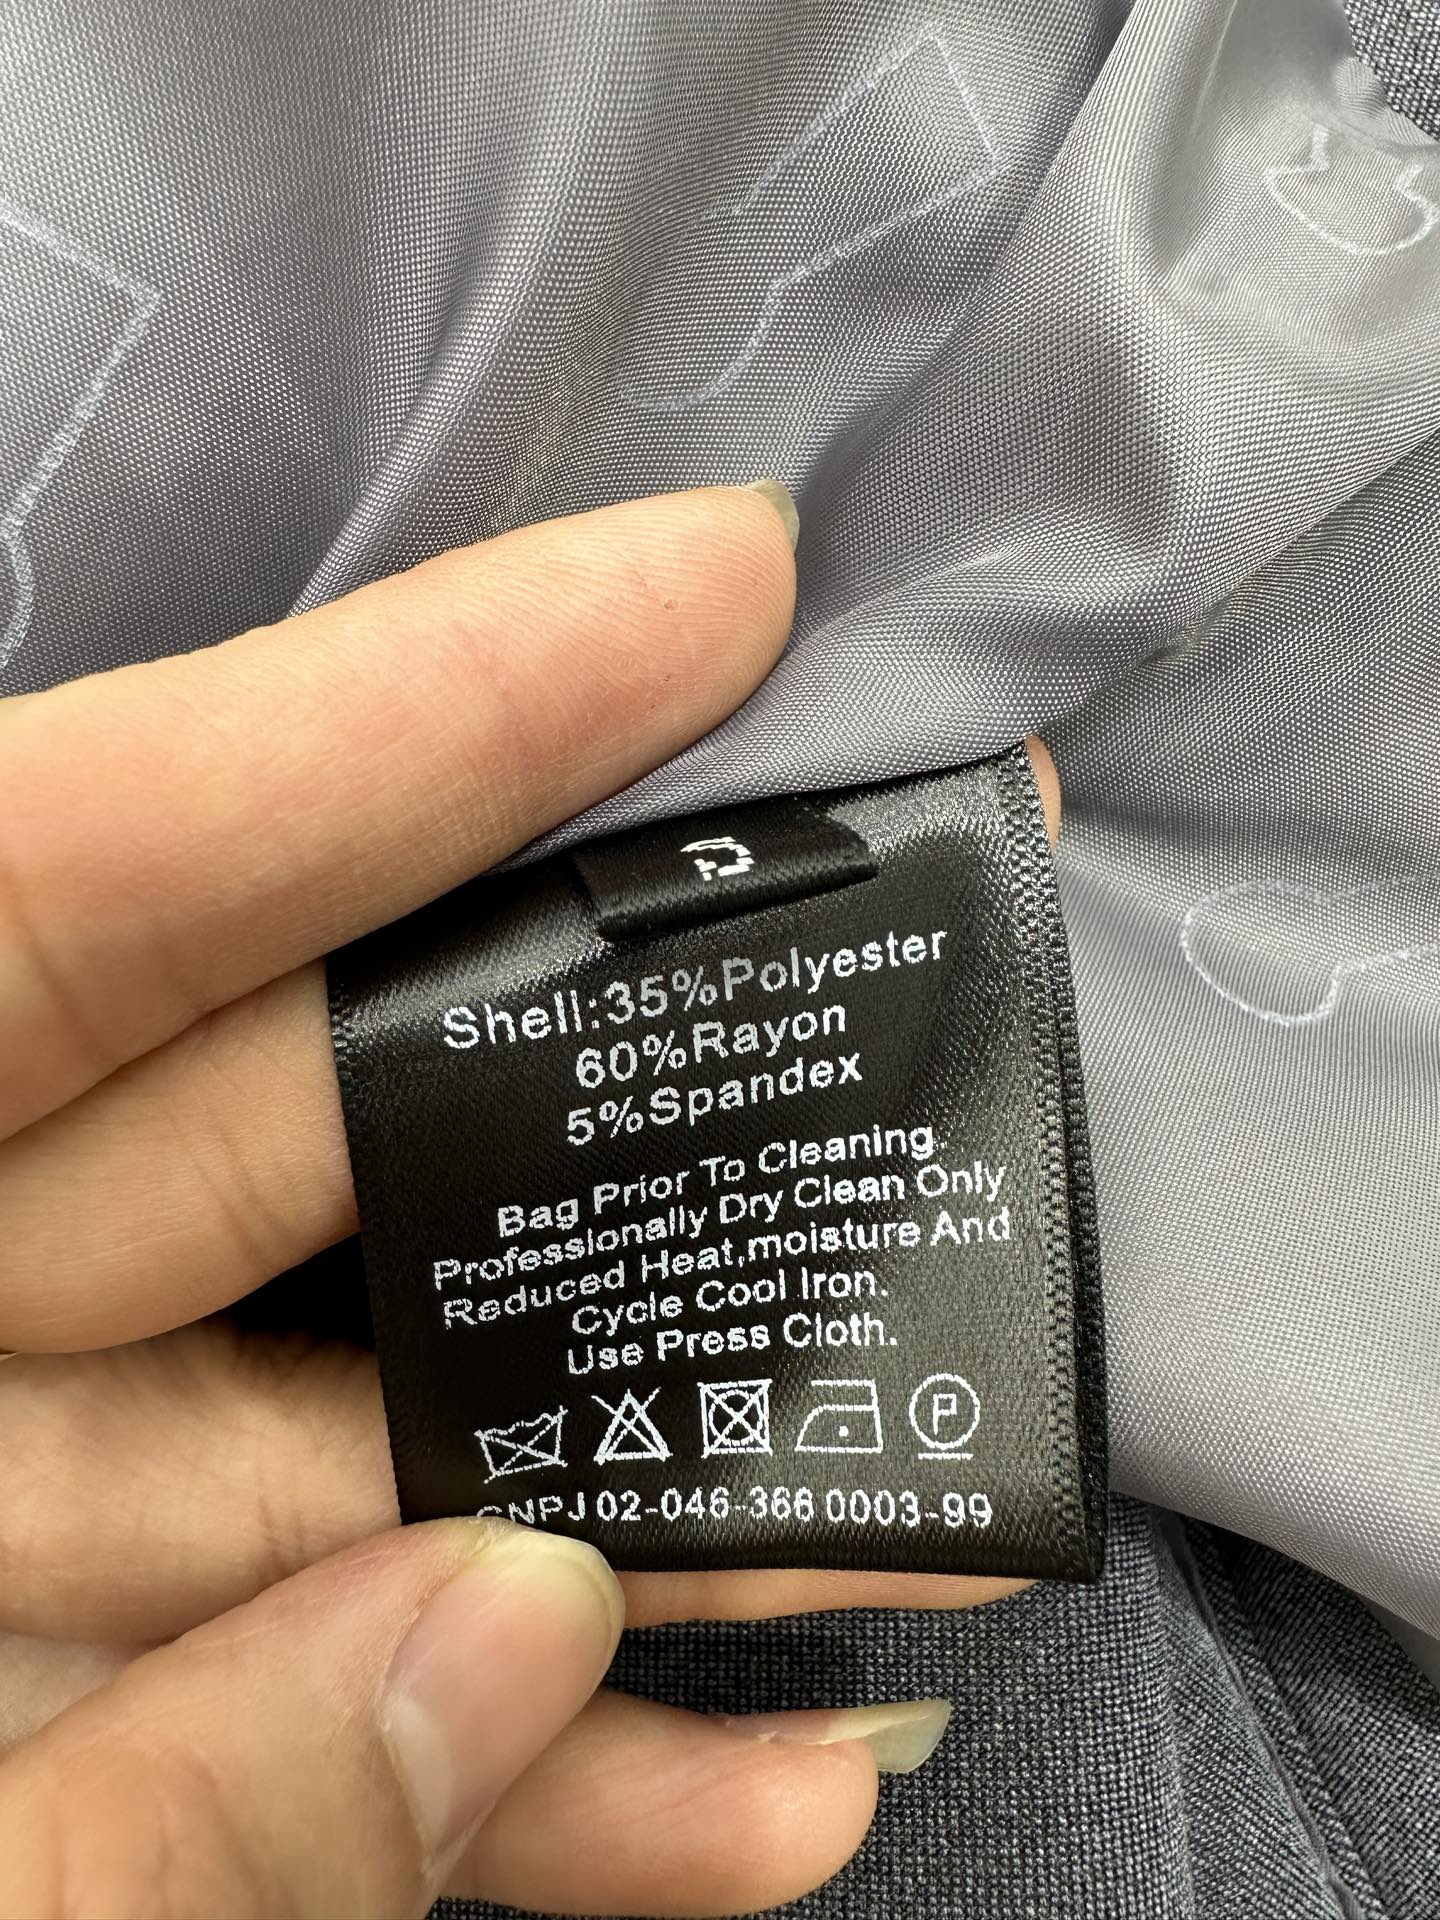 Shell:35%Polyester
60%Rayon
5%Spandex
Bag Prior To Cleaning
Professionally Dry Clean Only
Reduced Heat,moisture And
Cycle Cool Iron.
Use Press Cloth.
P
CNPJ 02-046-366 0003-99